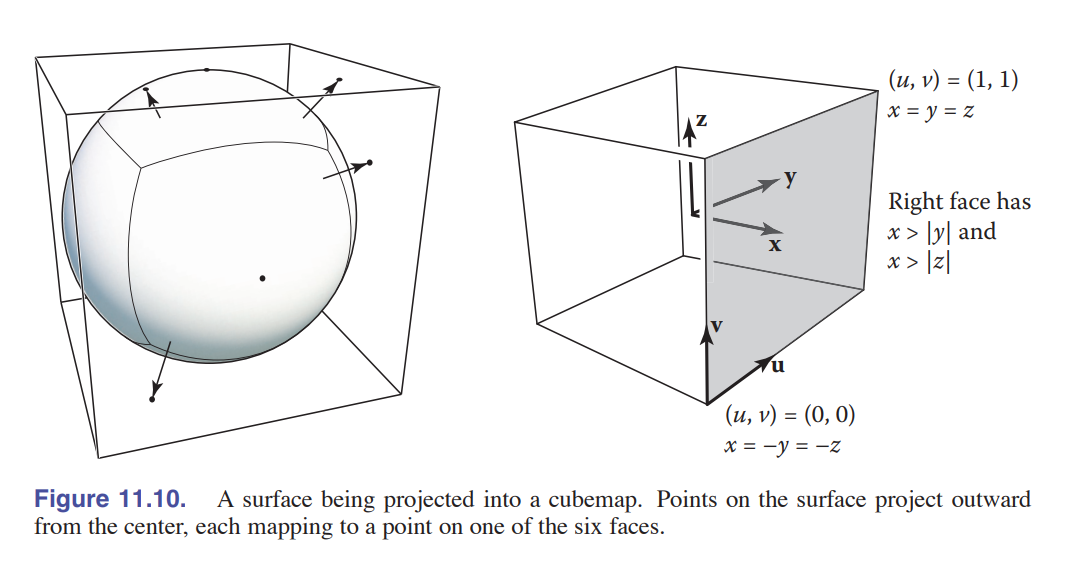 (u, v) = (1, 1)
x = y = z
z
y
x
Right face has
x > |y| and
x > |z|
v
u
(u, v) = (0, 0)
x = −y = −z
Figure 11.10. A surface being projected into a cubemap. Points on the surface project outward
from the center, each mapping to a point on one of the six faces.